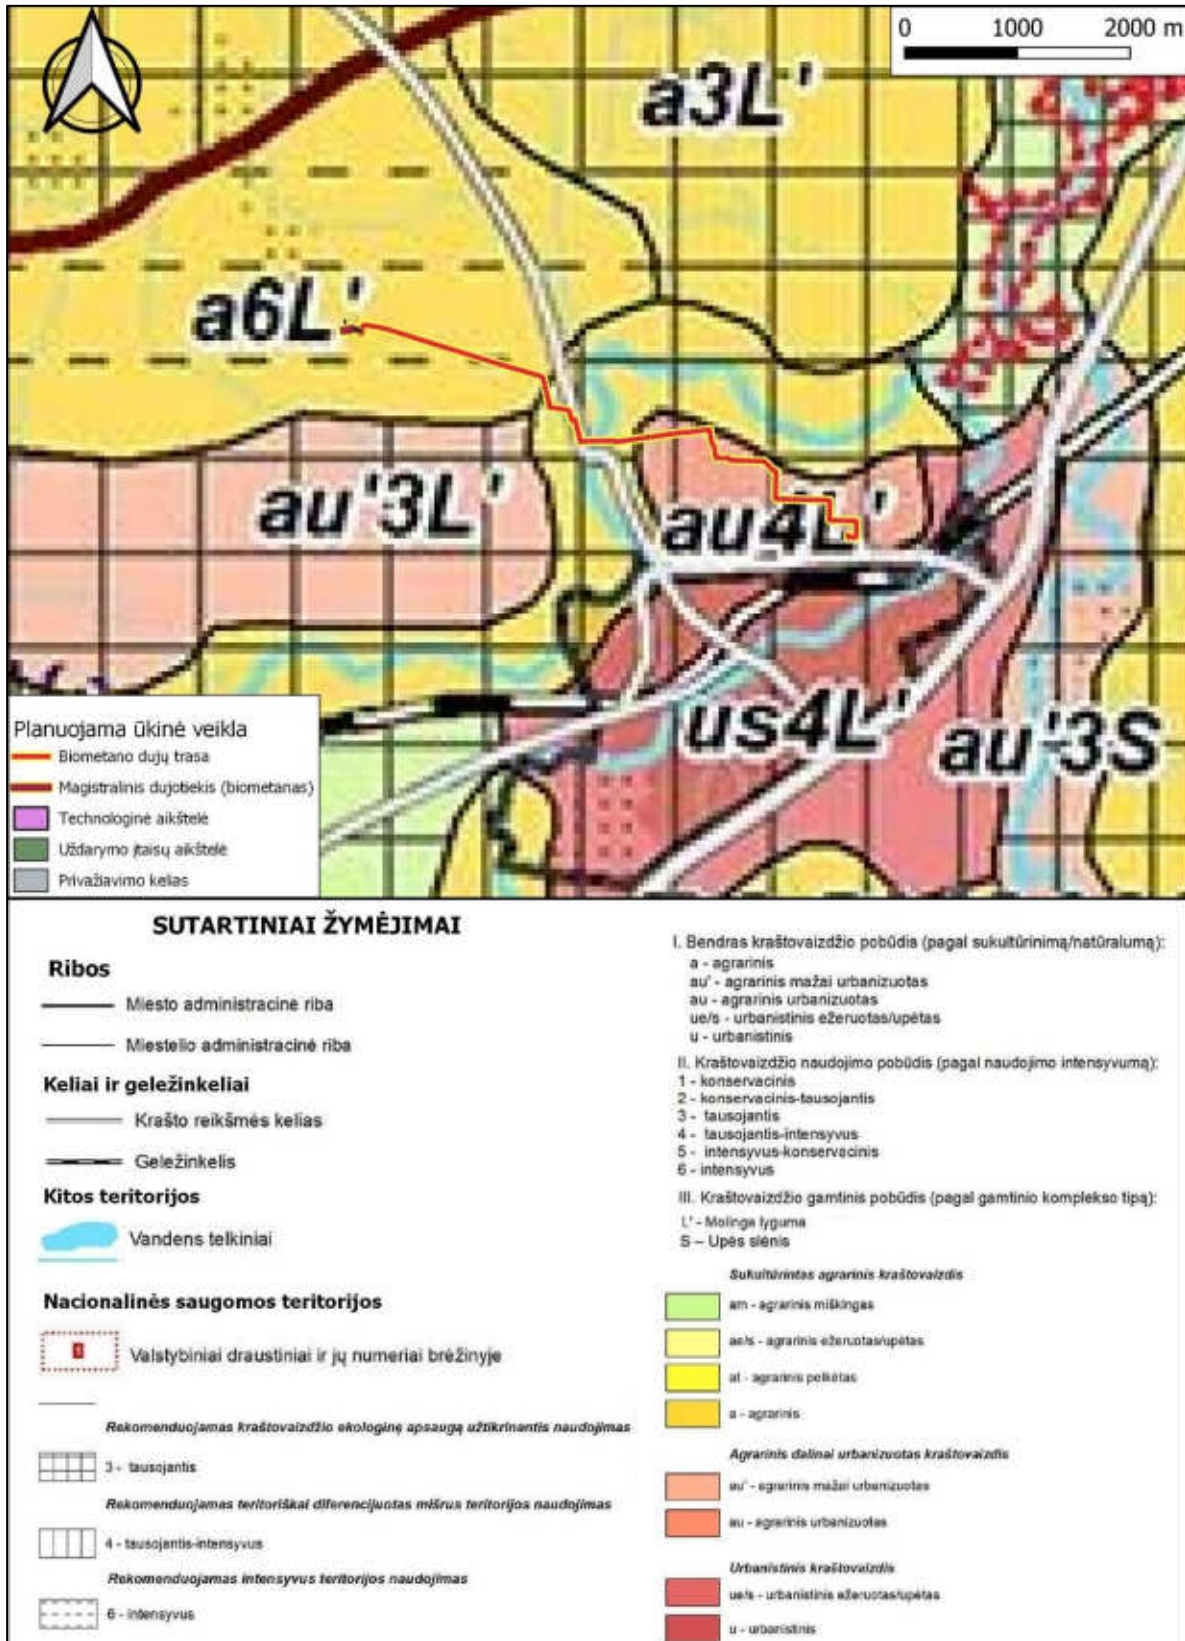 0 1000 2000 m
a3L'
a6L'
au'3L'
au4L'
us4L'
au'3S
Planuojama ūkinė veikla
Biometano dujų trasa
Magistralinis dujotiekis (biometanas)
Technologinė aikštelė
Uždarymo įtaisų aikštelė
Privažiavimo kelias
SUTARTINIAI ŽYMĖJIMAI
Ribos
Miesto administracinė riba
Miestelio administracinė riba
Keliai ir geležinkeliai
Krašto reikšmės kelias
Geležinkelis
Kitos teritorijos
Vandens telkiniai
Nacionalinės saugomos teritorijos
1
Valstybiniai draustiniai ir jų numeriai brėžinyje
Rekomenduojamas kraštovaizdžio ekologinę apsaugą užtikrinantis naudojimas
3 - tausojantis
Rekomenduojamas teritoriškai diferencijuotas mišrus teritorijos naudojimas
4 - tausojantis-intensyvus
Rekomenduojamas intensyvus teritorijos naudojimas
6 - intensyvus
I. Bendras kraštovaizdžio pobūdis (pagal sukultūrinimą/natūralumą):
a - agrarinis
au' - agrarinis mažai urbanizuotas
au - agrarinis urbanizuotas
ue/s - urbanistinis ežeruotas/upėtas
u - urbanistinis
II. Kraštovaizdžio naudojimo pobūdis (pagal naudojimo intensyvumą):
1 - konservacinis
2 - konservacinis-tausojantis
3 - tausojantis
4 - tausojantis-intensyvus
5 - intensyvus-konservacinis
6 - intensyvus
III. Kraštovaizdžio gamtinis pobūdis (pagal gamtinio komplekso tipą):
L' - Molinga lyguma
S – Upės slėnis
Sukultūrintas agrarinis kraštovaizdis
am - agrarinis miškingas
ae/s - agrarinis ežeruotas/upėtas
at - agrarinis pelkėtas
a - agrarinis
Agrarinis dalinai urbanizuotas kraštovaizdis
au' - agrarinis mažai urbanizuotas
au - agrarinis urbanizuotas
Urbanistinis kraštovaizdis
ue/s - urbanistinis ežeruotas/upėtas
u - urbanistinis